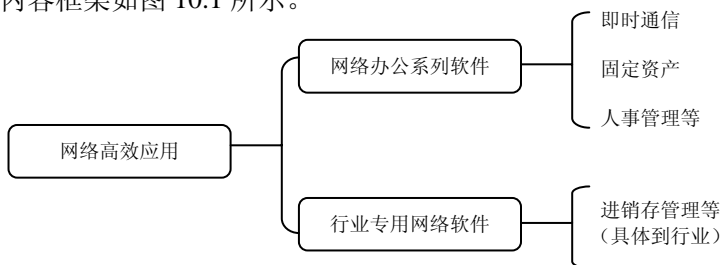 内容框架如图 10.1 所示。
即时通信
网络办公系列软件
固定资产
人事管理等
网络高效应用
行业专用网络软件
进销存管理等
（具体到行业）